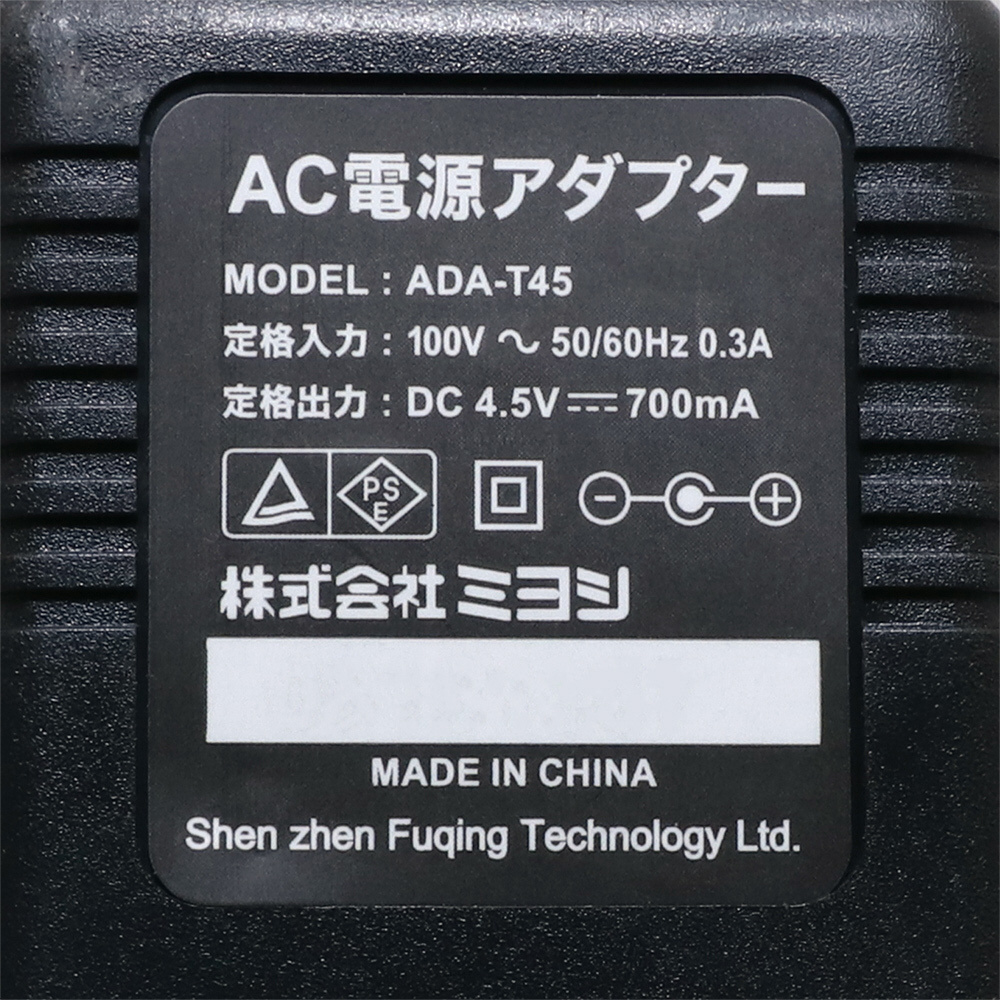 AC電源アダプター
MODEL：ADA-T45
定格入力：100V ～ 50/60Hz 0.3A
定格出力：DC 4.5V⎓700mA
PS
E
株式会社ミヨシ
MADE IN CHINA
Shen zhen Fuqing Technology Ltd.